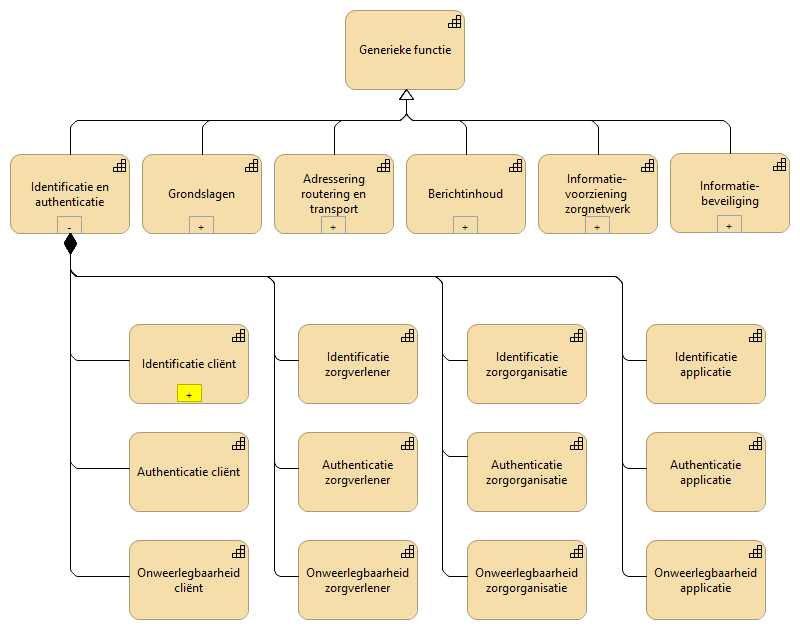 Generieke functie
Identificatie en
authenticatie
-
Grondslagen
+
Adressering
routering en
transport
+
Berichtinhoud
+
Informatie-
voorziening
zorgnetwerk
+
Informatie-
beveiliging
+
Identificatie cliënt
+
Identificatie
zorgverlener
Identificatie
zorgorganisatie
Identificatie
applicatie
Authenticatie cliënt
Authenticatie
zorgverlener
Authenticatie
zorgorganisatie
Authenticatie
applicatie
Onweerlegbaarheid
cliënt
Onweerlegbaarheid
zorgverlener
Onweerlegbaarheid
zorgorganisatie
Onweerlegbaarheid
applicatie